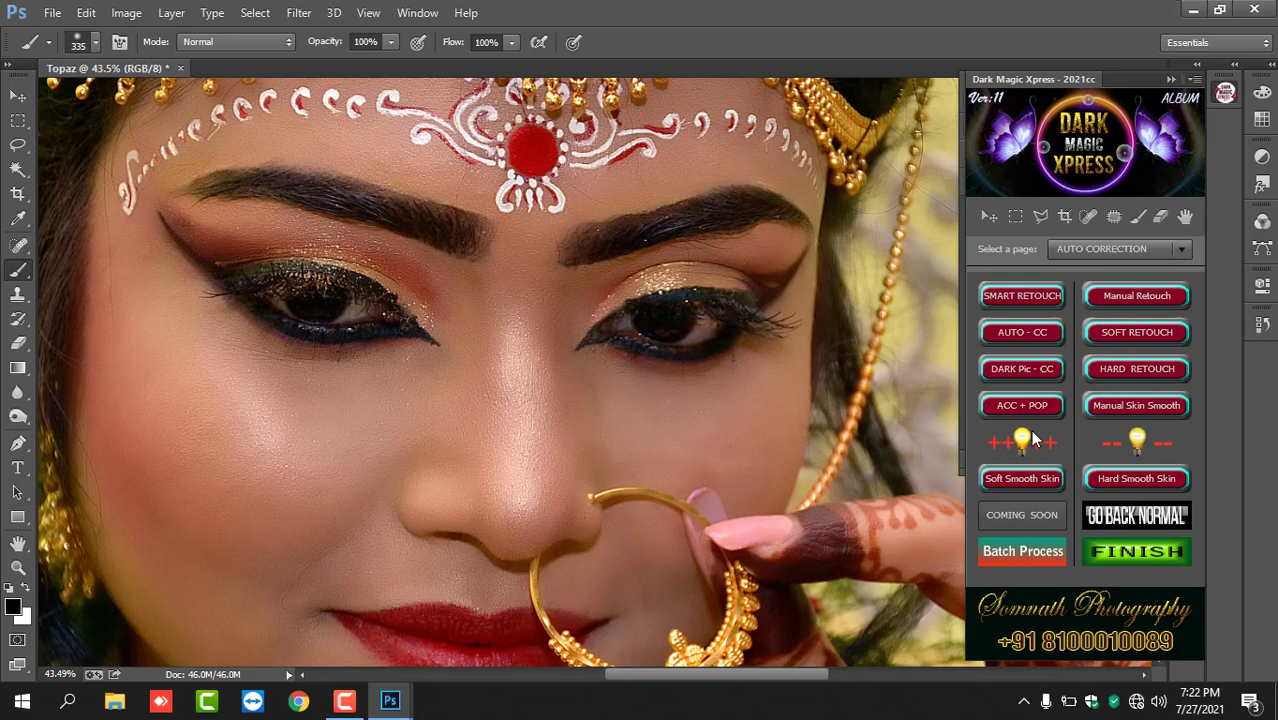 Ps File Edit Image Layer Type Select Filter 3D View Window Help
335 Mode: Normal Opacity: 100% Flow: 100% Essentials
Topaz @ 43.5% (RGB/8) * ×
Dark Magic Xpress - 2021cc
Ver:11 ALBUM
DARK
MAGIC
XPRESS
Select a page: AUTO CORRECTION
SMART RETOUCH Manual Retouch
AUTO - CC SOFT RETOUCH
DARK Pic - CC HARD RETOUCH
ACC + POP Manual Skin Smooth
++ + -- --
Soft Smooth Skin Hard Smooth Skin
COMING SOON GO BACK NORMAL
Batch Process FINISH
Somnath Photography
+91 8100010089
43.49% Doc: 46.0M/46.0M
Ps 7:22 PM
7/27/2021 3